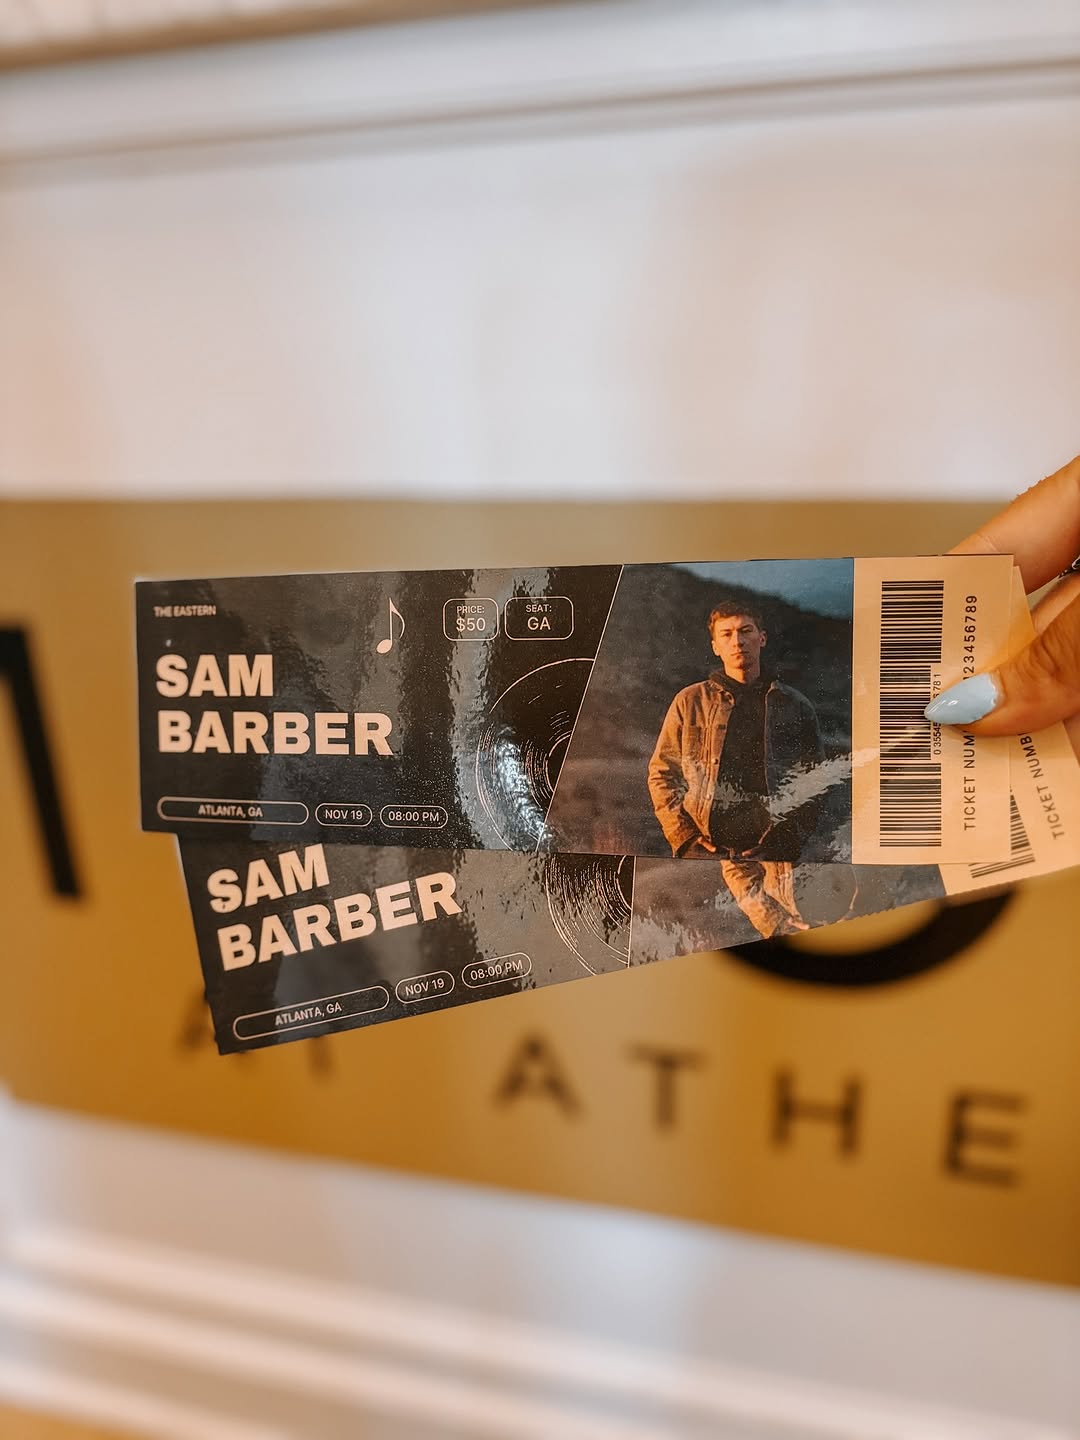 THE EASTERN
PRICE:
$50
SEAT:
GA
SAM
BARBER
ATLANTA, GA
NOV 19
08:00 PM
TICKET NUM
23456789
SAM
BARBER
ATLANTA, GA
NOV 19
08:00 PM
TICKET NUMB
ATHE